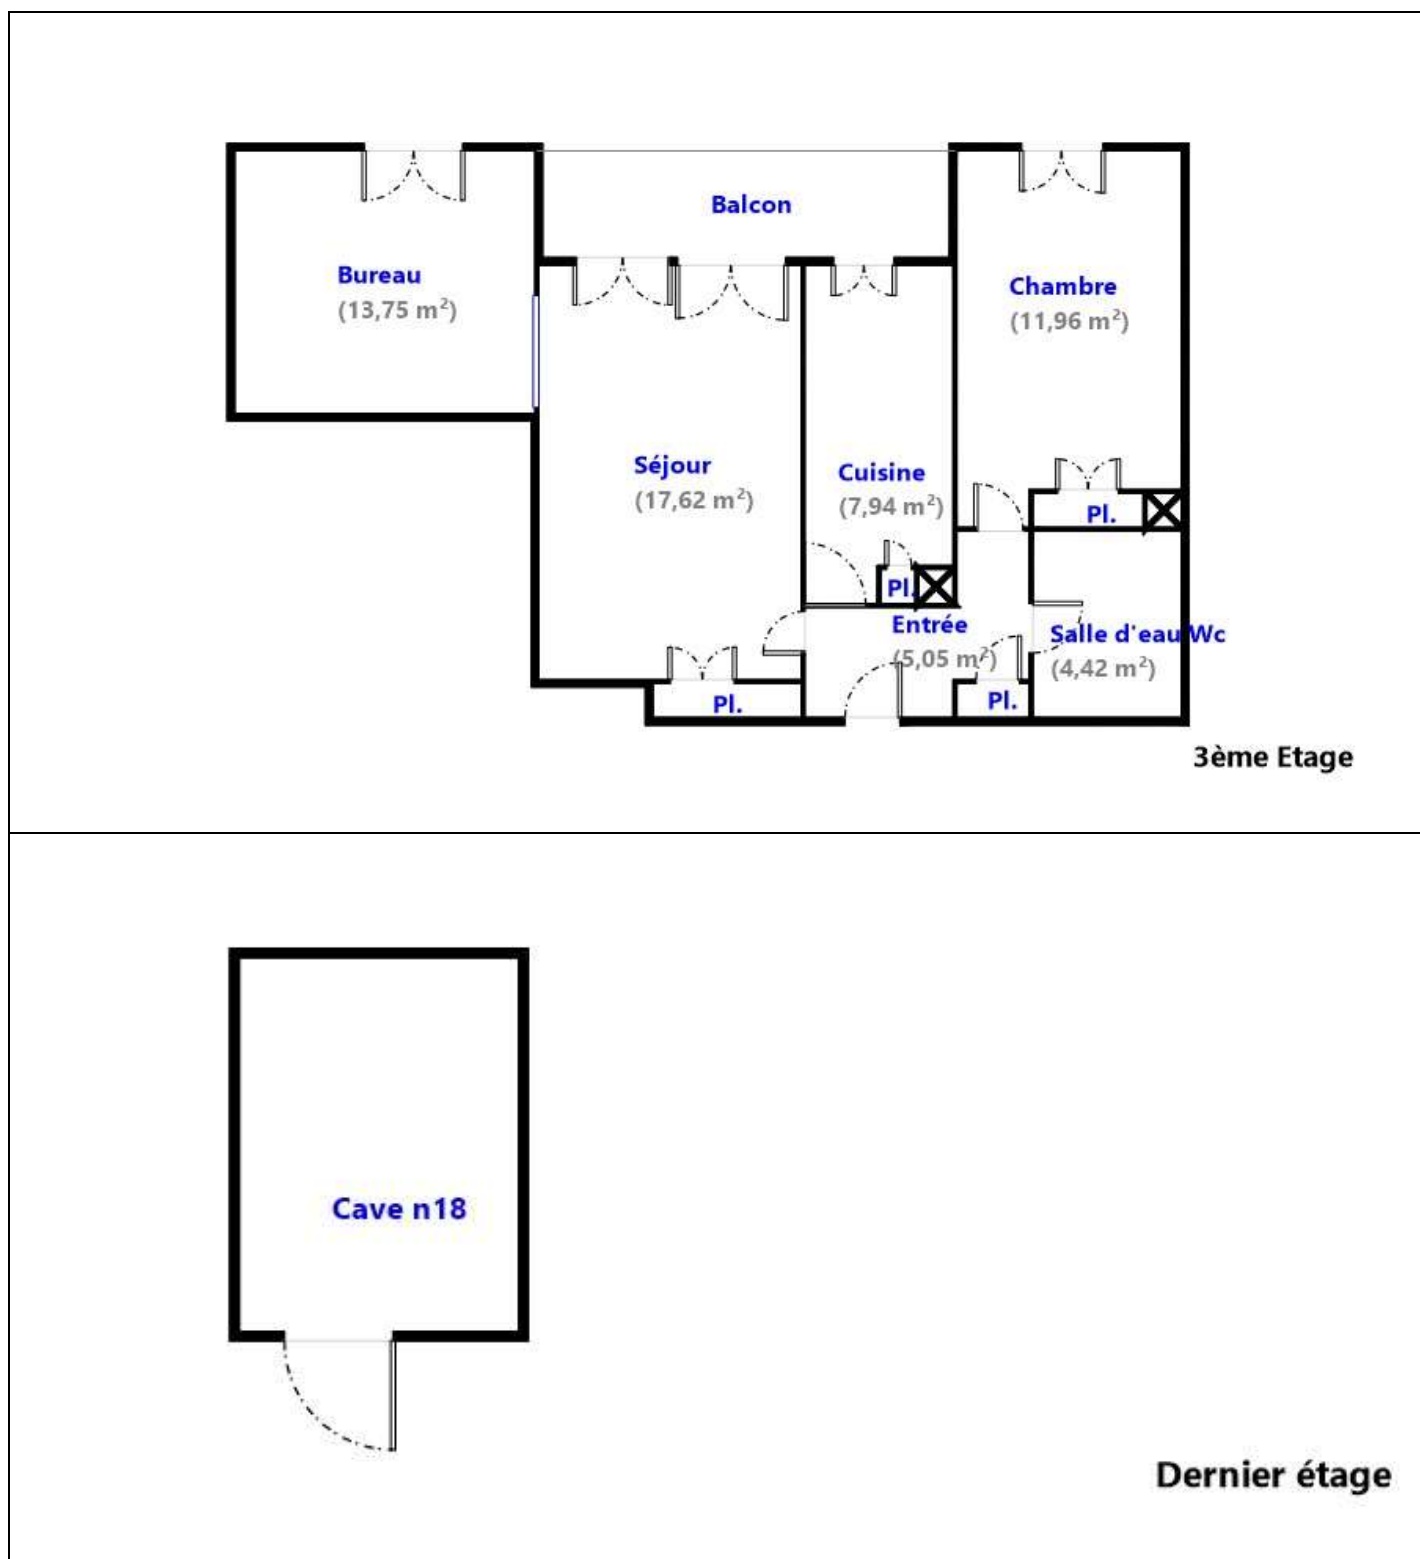 Balcon
Bureau
(13,75 m²)
Chambre
(11,96 m²)
Séjour
(17,62 m²)
Cuisine
(7,94 m²)
Pl.
Pl.
Entrée
(5,05 m²)
Salle d'eau Wc
(4,42 m²)
Pl.
Pl.
3ème Etage
Cave n18
Dernier étage